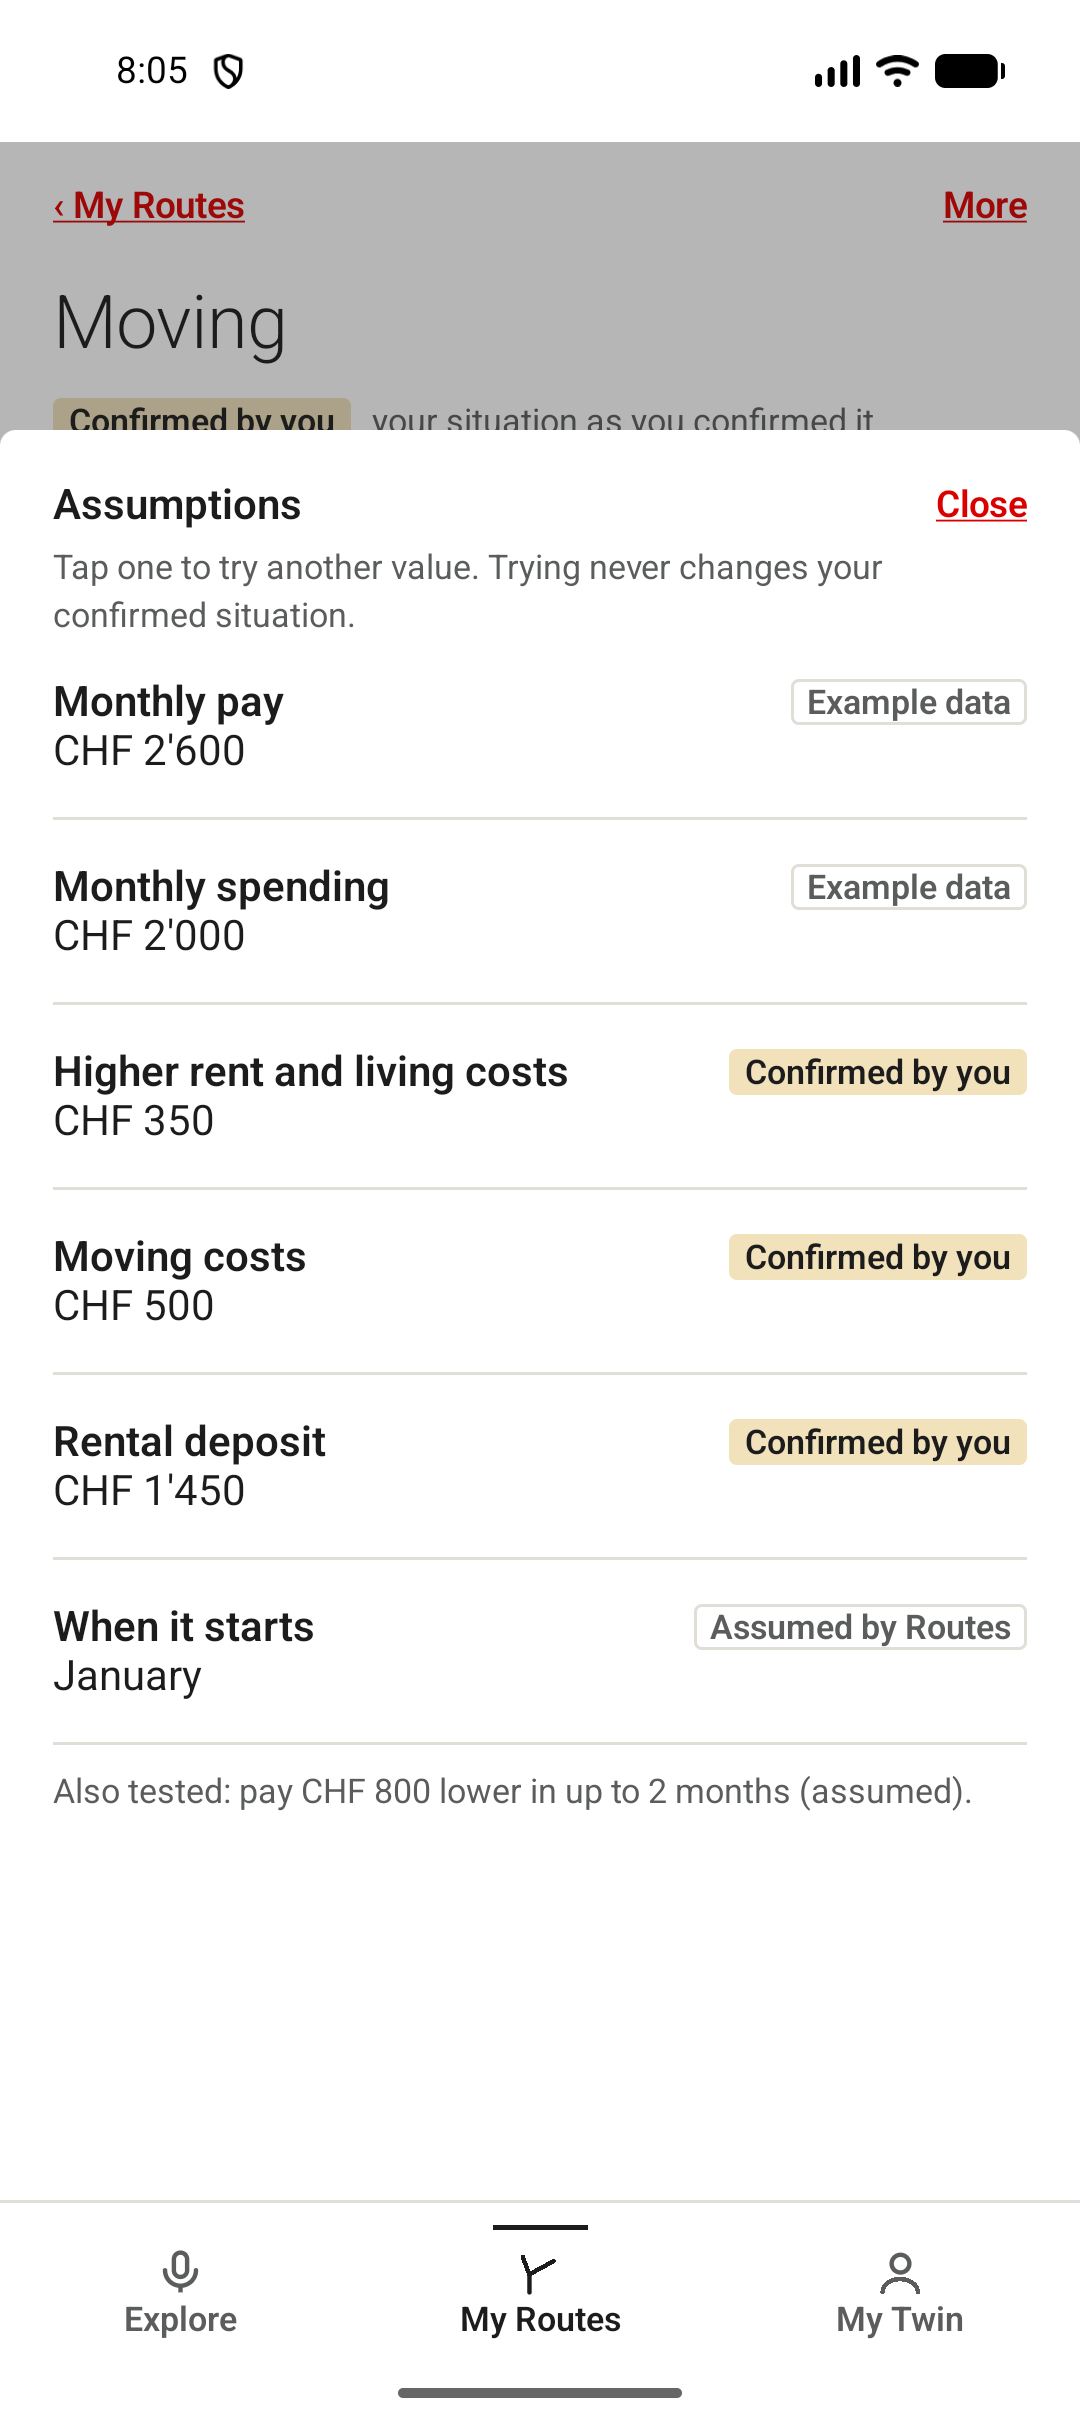 8:05
‹ My Routes
More
Moving
Confirmed by you your situation as you confirmed it
Assumptions
Close
Tap one to try another value. Trying never changes your
confirmed situation.
Monthly pay
Example data
CHF 2'600
Monthly spending
Example data
CHF 2'000
Higher rent and living costs
Confirmed by you
CHF 350
Moving costs
Confirmed by you
CHF 500
Rental deposit
Confirmed by you
CHF 1'450
When it starts
Assumed by Routes
January
Also tested: pay CHF 800 lower in up to 2 months (assumed).
Explore
My Routes
My Twin